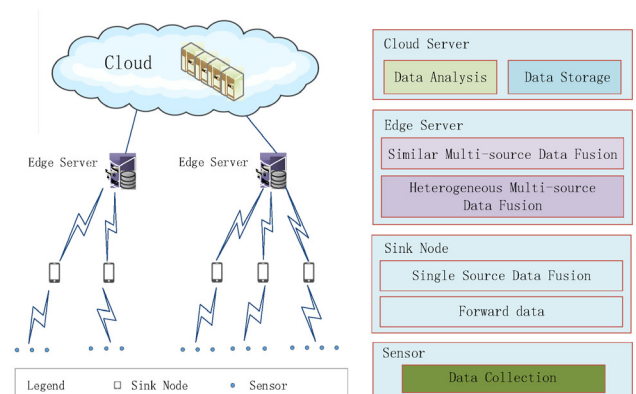 Cloud
Edge Server
Edge Server
Legend
Sink Node
Sensor
Cloud Server
Data Analysis
Data Storage
Edge Server
Similar Multi-source Data Fusion
Heterogeneous Multi-source
Data Fusion
Sink Node
Single Source Data Fusion
Forward data
Sensor
Data Collection